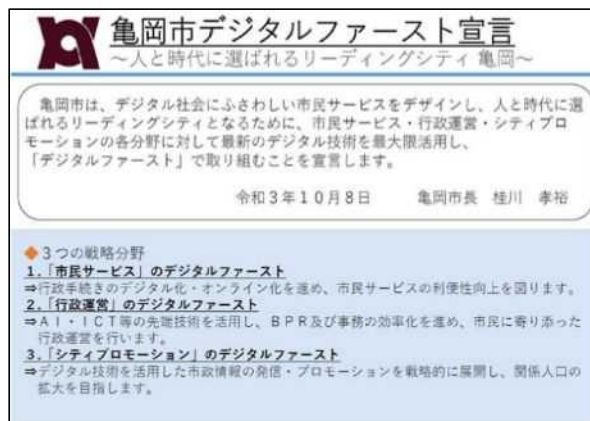 亀岡市デジタルファースト宣言
～人と時代に選ばれるリーディングシティ 亀岡～
亀岡市は、デジタル社会にふさわしい市民サービスをデザインし、人と時代に選
ばれるリーディングシティとなるために、市民サービス・行政運営・シティプロ
モーションの各分野に対して最新のデジタル技術を最大限活用し、
「デジタルファースト」で取り組むことを宣言します。
令和3年10月8日　亀岡市長　桂川　孝裕
◆3つの戦略分野
1.「市民サービス」のデジタルファースト
⇒行政手続きのデジタル化・オンライン化を進め、市民サービスの利便性向上を図ります。
2.「行政運営」のデジタルファースト
⇒AI・ICT等の先端技術を活用し、BPR及び事務の効率化を進め、市民に寄り添った
行政運営を行います。
3.「シティプロモーション」のデジタルファースト
⇒デジタル技術を活用した市政情報の発信・プロモーションを戦略的に展開し、関係人口の
拡大を目指します。